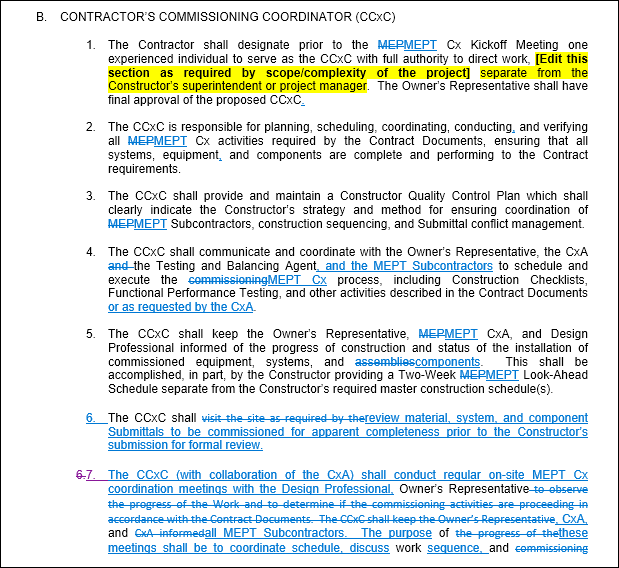 B. CONTRACTOR'S COMMISSIONING COORDINATOR (CCxC)
1. The Contractor shall designate prior to the MEPMEPT Cx Kickoff Meeting one
experienced individual to serve as the CCxC with full authority to direct work, [Edit this
section as required by scope/complexity of the project] separate from the
Constructor's superintendent or project manager. The Owner's Representative shall have
final approval of the proposed CCxC.
2. The CCxC is responsible for planning, scheduling, coordinating, conducting, and verifying
all MEPMEPT Cx activities required by the Contract Documents, ensuring that all
systems, equipment, and components are complete and performing to the Contract
requirements.
3. The CCxC shall provide and maintain a Constructor Quality Control Plan which shall
clearly indicate the Constructor's strategy and method for ensuring coordination of
MEPMEPT Subcontractors, construction sequencing, and Submittal conflict management.
4. The CCxC shall communicate and coordinate with the Owner's Representative, the CxA
and the Testing and Balancing Agent, and the MEPT Subcontractors to schedule and
execute the commissioningMEPT Cx process, including Construction Checklists,
Functional Performance Testing, and other activities described in the Contract Documents
or as requested by the CxA.
5. The CCxC shall keep the Owner's Representative, MEPMEPT CxA, and Design
Professional informed of the progress of construction and status of the installation of
commissioned equipment, systems, and assembliescomponents. This shall be
accomplished, in part, by the Constructor providing a Two-Week MEPMEPT Look-Ahead
Schedule separate from the Constructor's required master construction schedule(s).
6. The CCxC shall visit the site as required by thereview material, system, and component
Submittals to be commissioned for apparent completeness prior to the Constructor's
submission for formal review.
6.7. The CCxC (with collaboration of the CxA) shall conduct regular on-site MEPT Cx
coordination meetings with the Design Professional, Owner's Representative to observe
the progress of the Work and to determine if the commissioning activities are proceeding in
accordance with the Contract Documents. The CCxC shall keep the Owner's Representative, CxA,
and CxA informedall MEPT Subcontractors. The purpose of the progress of thethese
meetings shall be to coordinate schedule, discuss work sequence, and commissioning